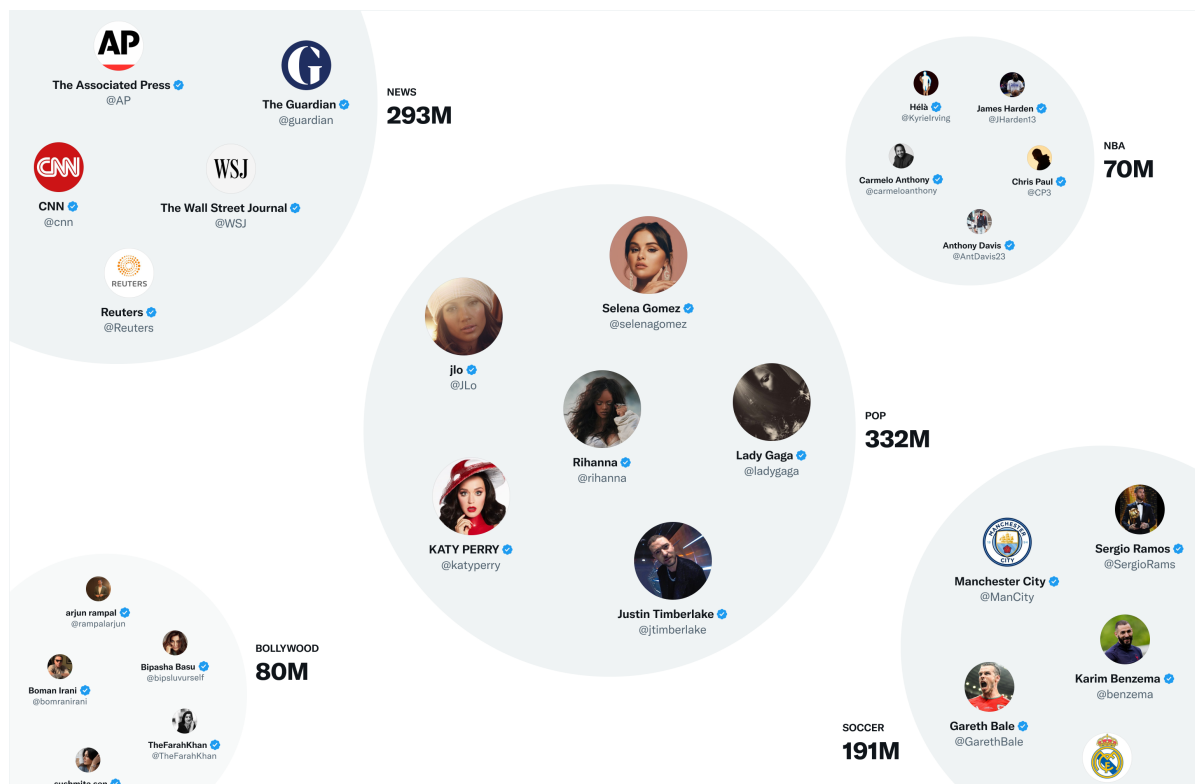 AP
The Associated Press
@AP
The Guardian
@guardian
NEWS
293M
CNN
CNN
@cnn
WSJ
The Wall Street Journal
@WSJ
REUTERS
Reuters
@Reuters
Hélà
@KyrieIrving
James Harden
@JHarden13
NBA
70M
Carmelo Anthony
@carmeloanthony
Chris Paul
@CP3
Anthony Davis
@AntDavis23
Selena Gomez
@selenagomez
jlo
@JLo
Rihanna
@rihanna
Lady Gaga
@ladygaga
POP
332M
KATY PERRY
@katyperry
Justin Timberlake
@jtimberlake
arjun rampal
@rampalarjun
Bipasha Basu
@bipsluvurself
BOLLYWOOD
80M
Boman Irani
@bomranirani
TheFarahKhan
@TheFarahKhan
sushmita sen
MANCHESTER
CITY
Manchester City
@ManCity
Sergio Ramos
@SergioRams
Karim Benzema
@benzema
Gareth Bale
@GarethBale
SOCCER
191M